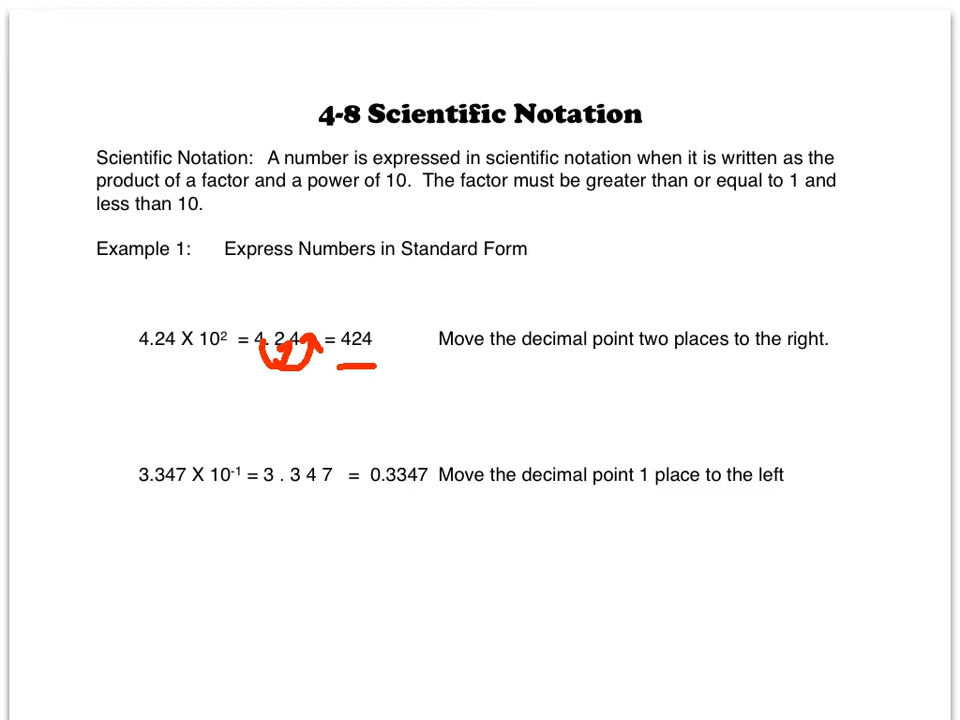 4-8 Scientific Notation
Scientific Notation: A number is expressed in scientific notation when it is written as the
product of a factor and a power of 10. The factor must be greater than or equal to 1 and
less than 10.
Example 1: Express Numbers in Standard Form
4.24 X 10² = 4. 2 4 = 424 Move the decimal point two places to the right.
3.347 X 10⁻¹ = 3 . 3 4 7 = 0.3347 Move the decimal point 1 place to the left